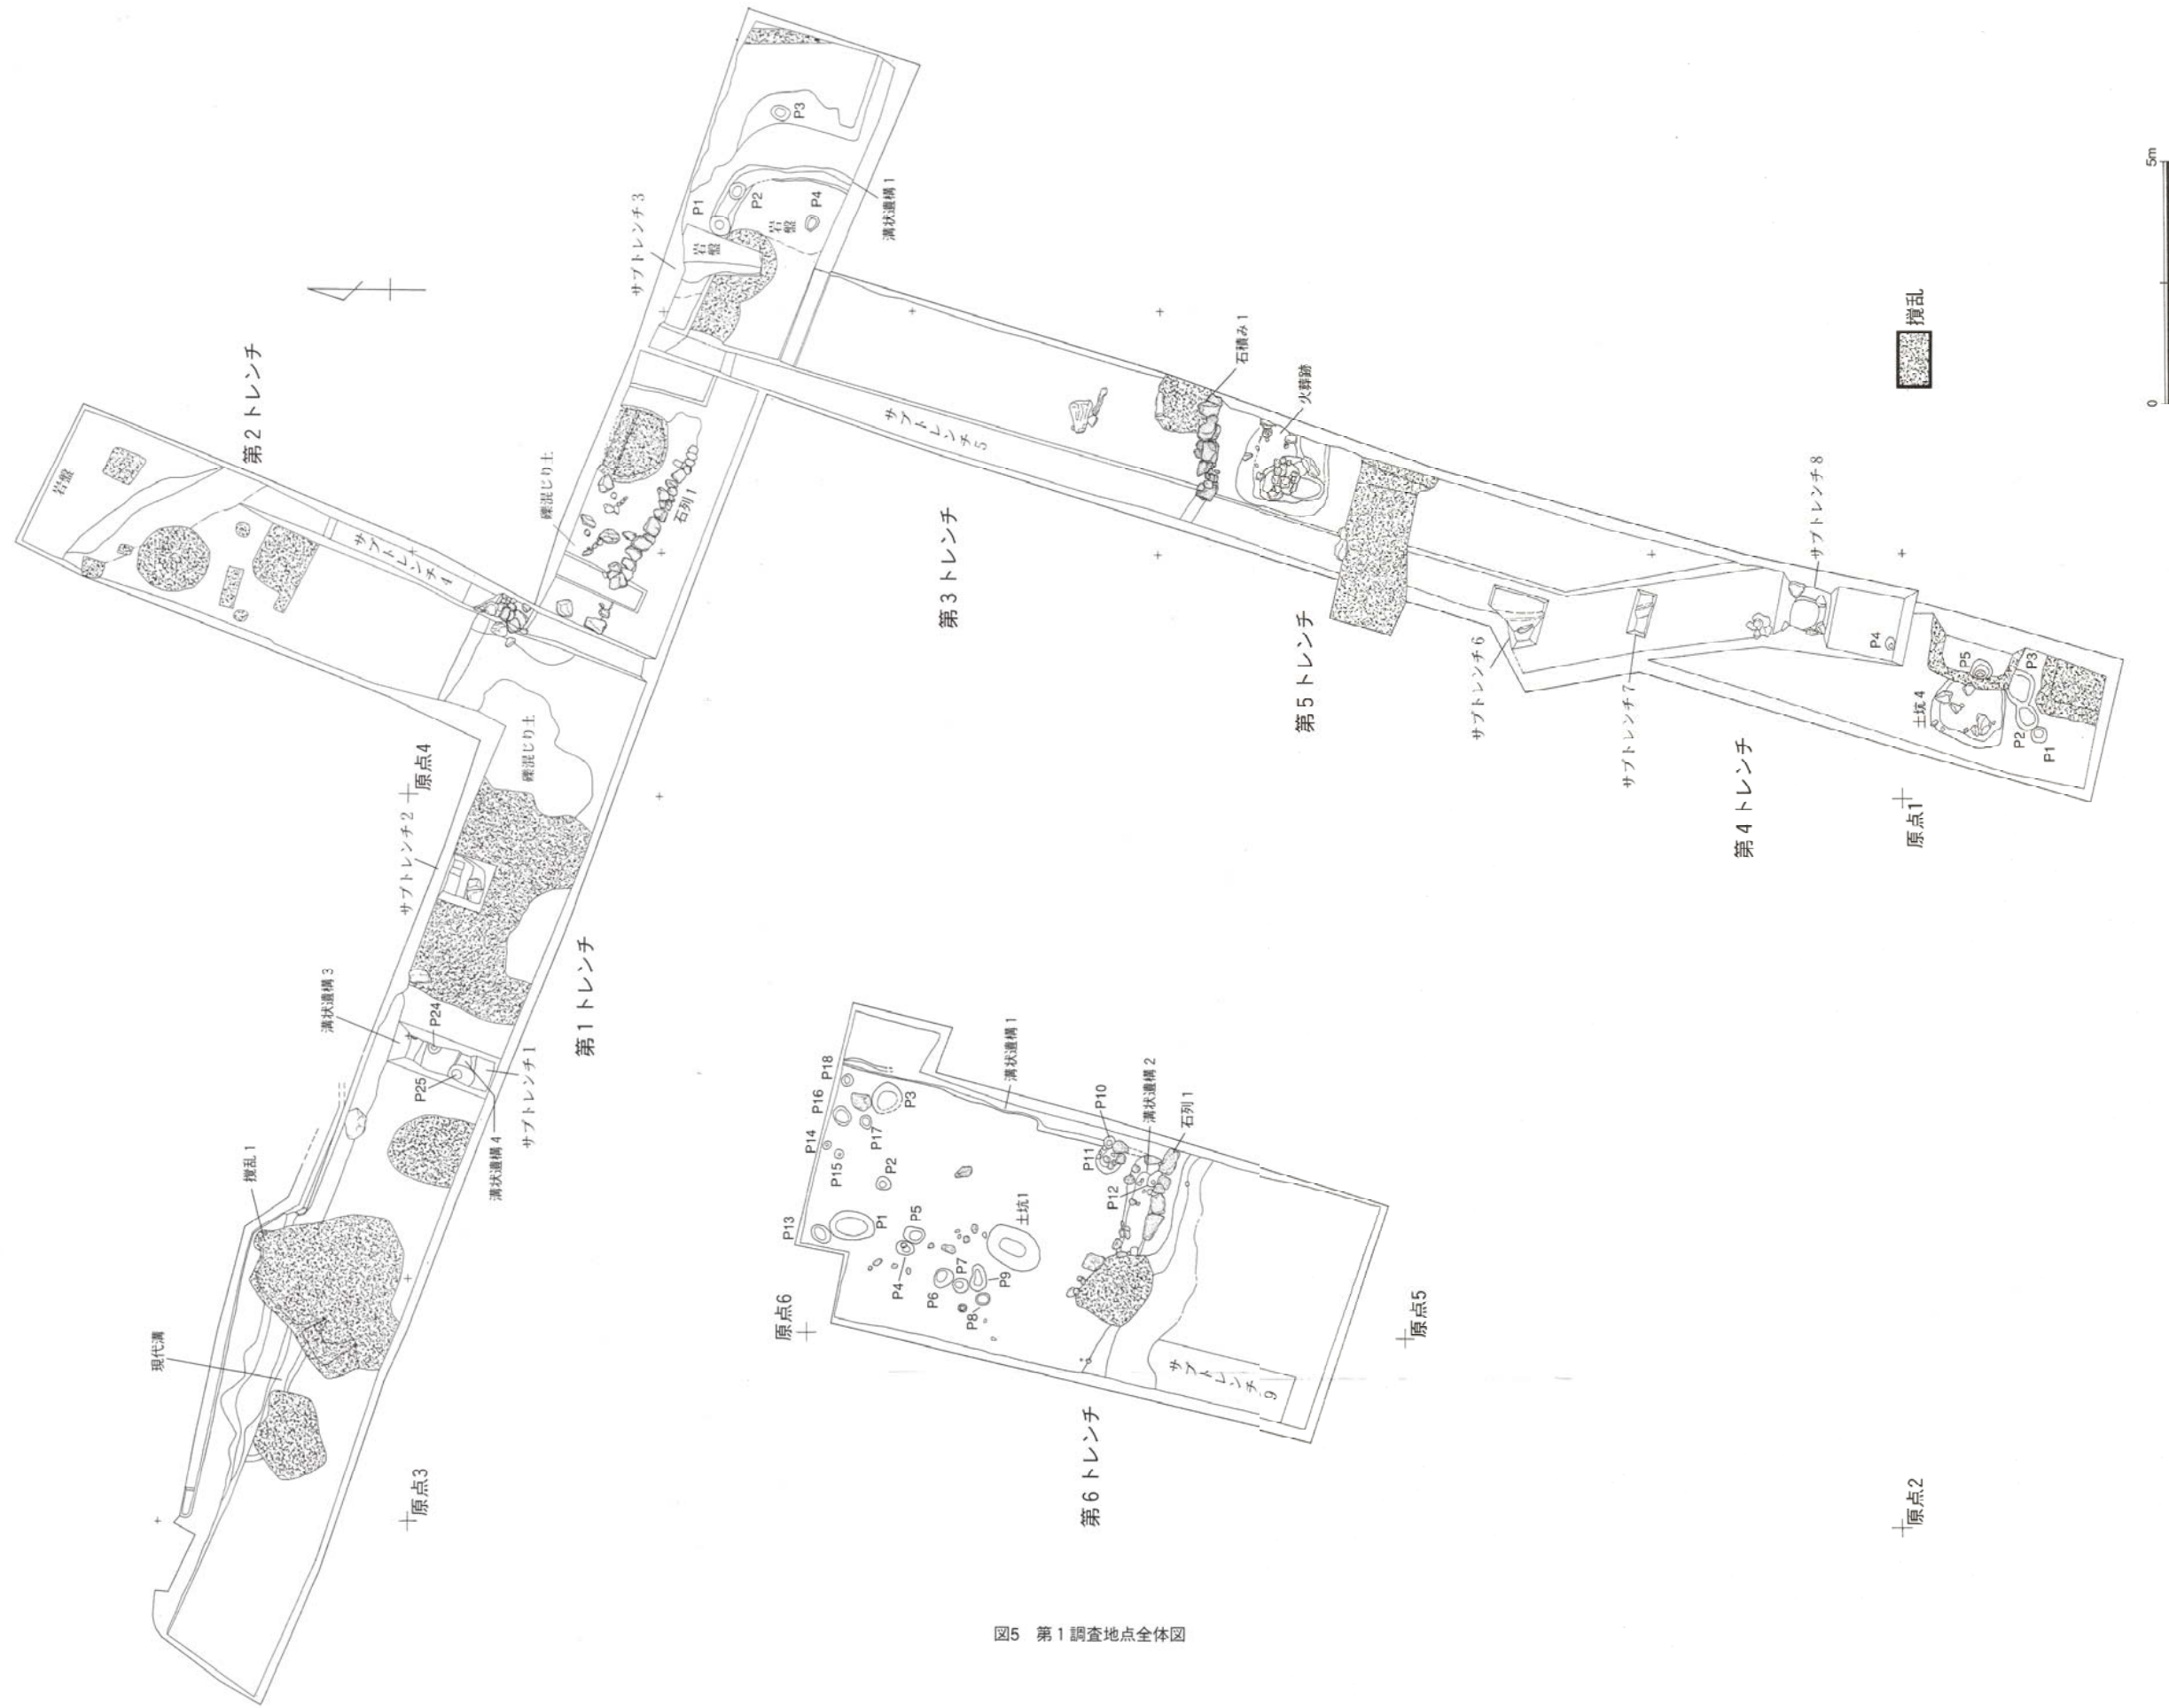 第2トレンチ
岩盤
サブトレンチ4
サブトレンチ3
P1
P2
P3
P4
岩盤
岩盤
溝状遺構1
礫混じり土
石列1
サブトレンチ5
第3トレンチ
石積み1
火葬跡
第5トレンチ
サブトレンチ6
サブトレンチ7
サブトレンチ8
第4トレンチ
P4
土坑4
P5
P3
P2
P1
原点1
撹乱
0
5m
原点4
礫混じり土
サブトレンチ2
第1トレンチ
溝状遺構3
P24
P25
サブトレンチ1
溝状遺構4
撹乱1
現代溝
原点3
P18
P16
P14
P15
P17
P3
P2
P13
P1
P5
P4
P6
P7
P8
P9
土坑1
溝状遺構1
P10
P11
P12
溝状遺構2
石列1
原点6
サブトレンチ9
第6トレンチ
原点5
原点2
図5 第1調査地点全体図